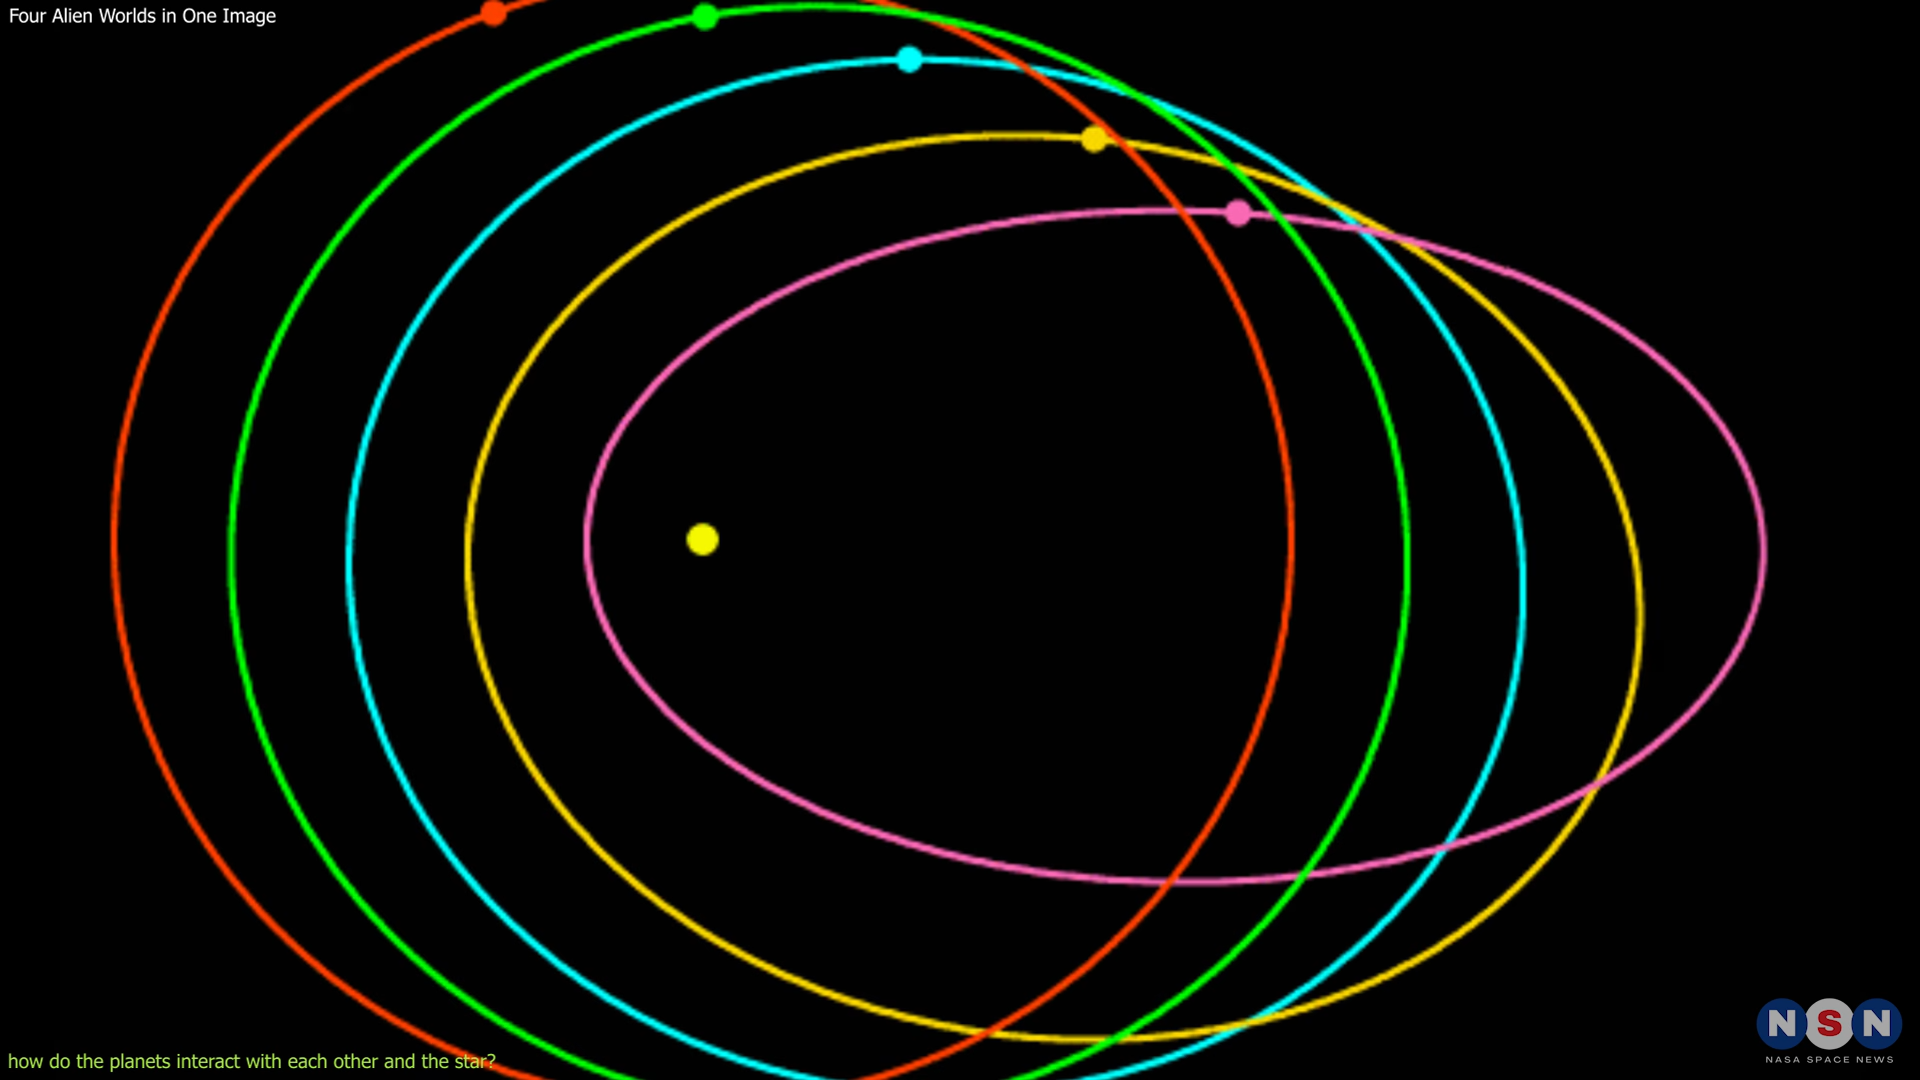 Four Alien Worlds in One Image
how do the planets interact with each other and the star?
NSN
NASA SPACE NEWS